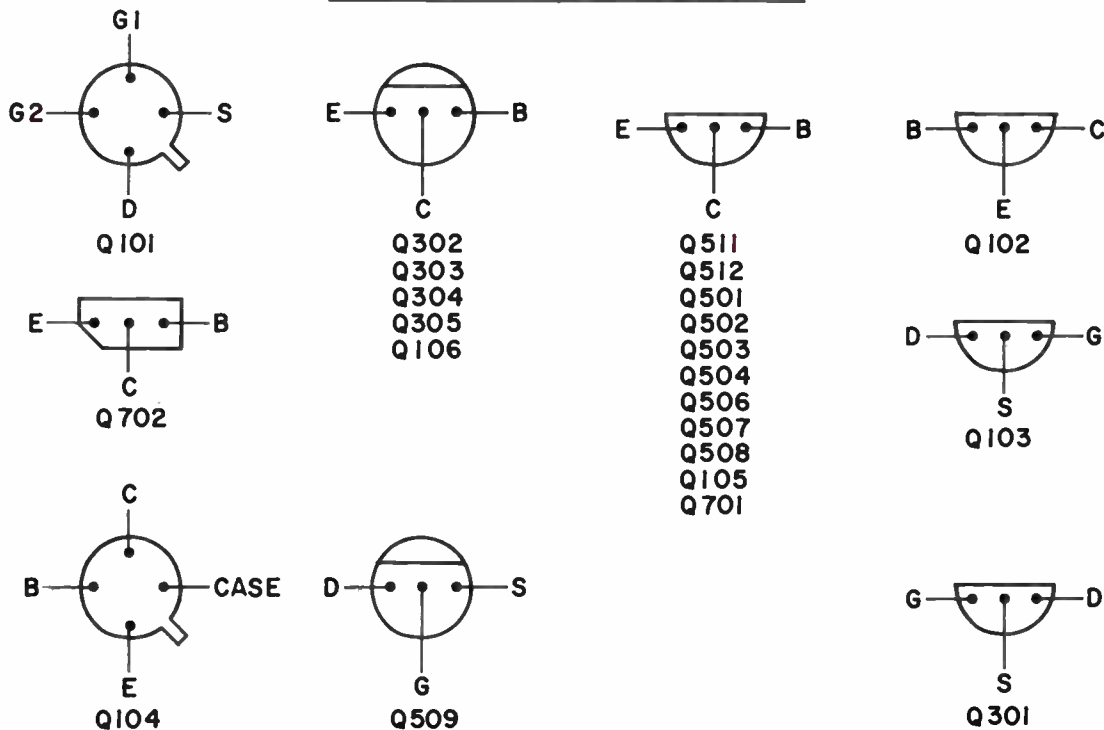 G1
G2
S
D
Q101
E
B
C
Q302
Q303
Q304
Q305
Q106
E
B
C
Q511
Q512
Q501
Q502
Q503
Q504
Q506
Q507
Q508
Q105
Q701
B
C
E
Q102
E
B
C
Q702
D
G
S
Q103
C
B
CASE
E
Q104
D
S
G
Q509
G
D
S
Q301